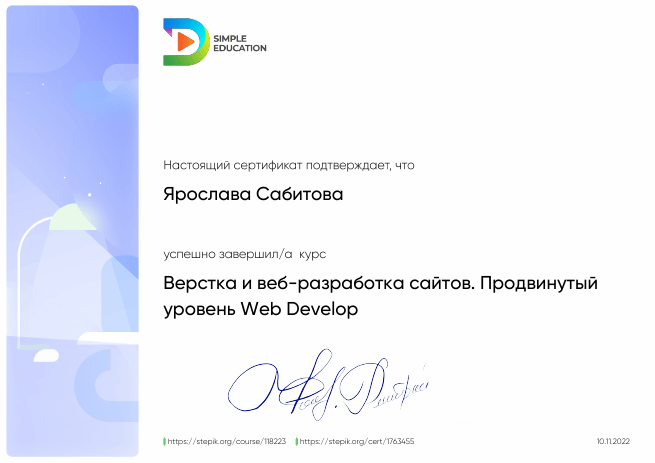 SIMPLE
EDUCATION
Настоящий сертификат подтверждает, что
Ярослава Сабитова
успешно завершил/а курс
Верстка и веб-разработка сайтов. Продвинутый
уровень Web Develop
https://stepik.org/course/118223 https://stepik.org/cert/1763455 10.11.2022